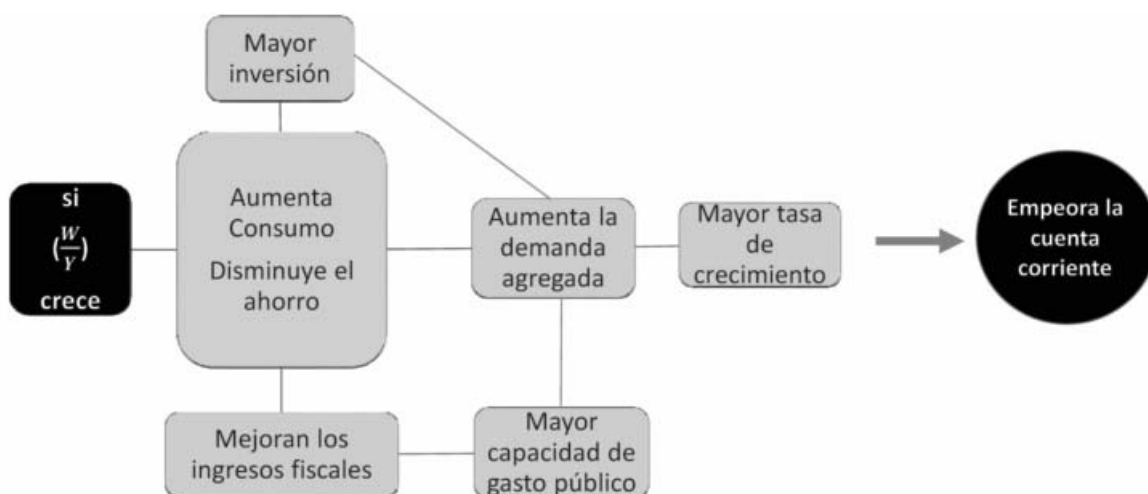 Mayor
inversión
si
(W/Y)
crece
Aumenta
Consumo
Disminuye el
ahorro
Aumenta la
demanda
agregada
Mayor tasa
de
crecimiento
Empeora la
cuenta
corriente
Mejoran los
ingresos fiscales
Mayor
capacidad de
gasto público